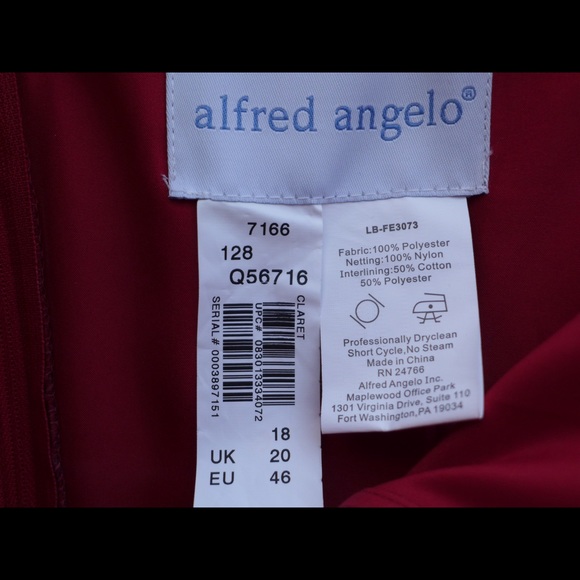 alfred angelo®
7166
128
Q56716
CLARET
UPC# 083013334072
SERIAL# 0003897151
18
UK 20
EU 46
LB-FE3073
Fabric:100% Polyester
Netting:100% Nylon
Interlining:50% Cotton
50% Polyester
Professionally Dryclean
Short Cycle,No Steam
Made in China
RN 24766
Alfred Angelo Inc.
Maplewood Office Park
1301 Virginia Drive, Suite 110
Fort Washington,PA 19034